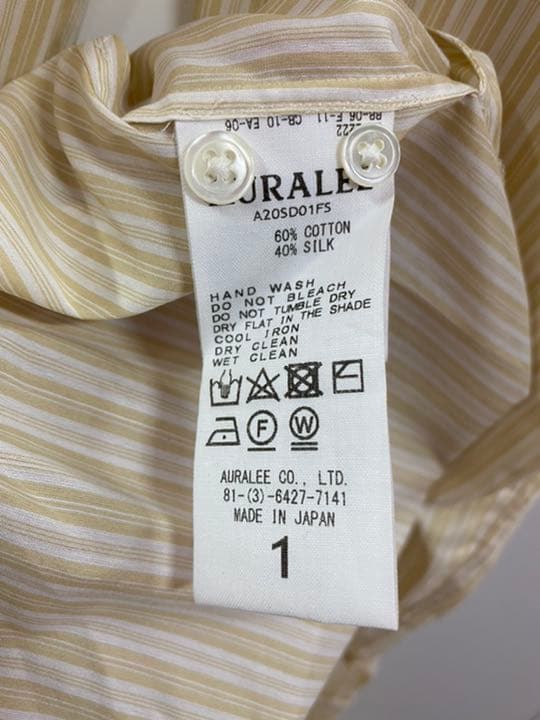 AURALEE
A20SD01FS
60% COTTON
40% SILK
HAND WASH
DO NOT BLEACH
DO NOT TUMBLE DRY
DRY FLAT IN THE SHADE
COOL IRON
DRY CLEAN
WET CLEAN
F W
AURALEE CO., LTD.
81-(3)-6427-7141
MADE IN JAPAN
1